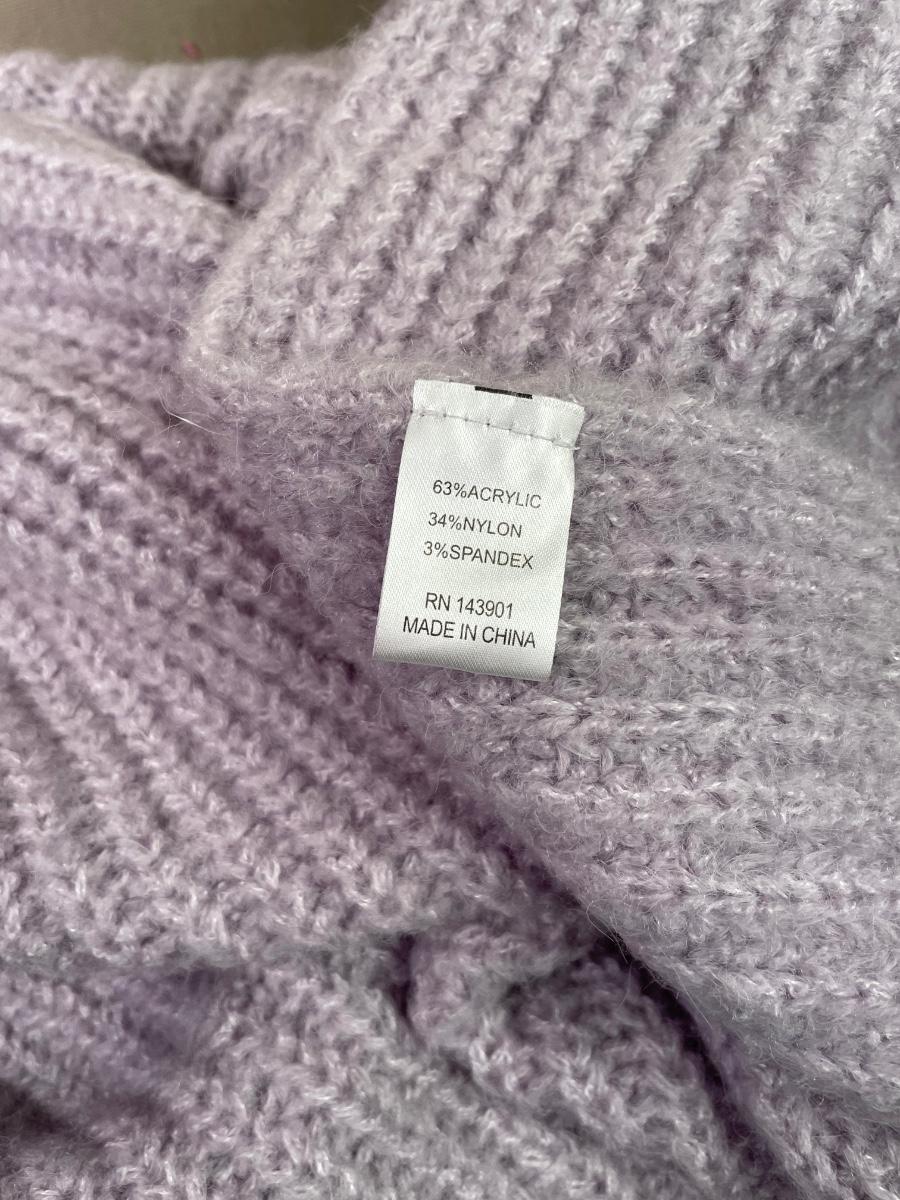 63%ACRYLIC
34%NYLON
3%SPANDEX
RN 143901
MADE IN CHINA